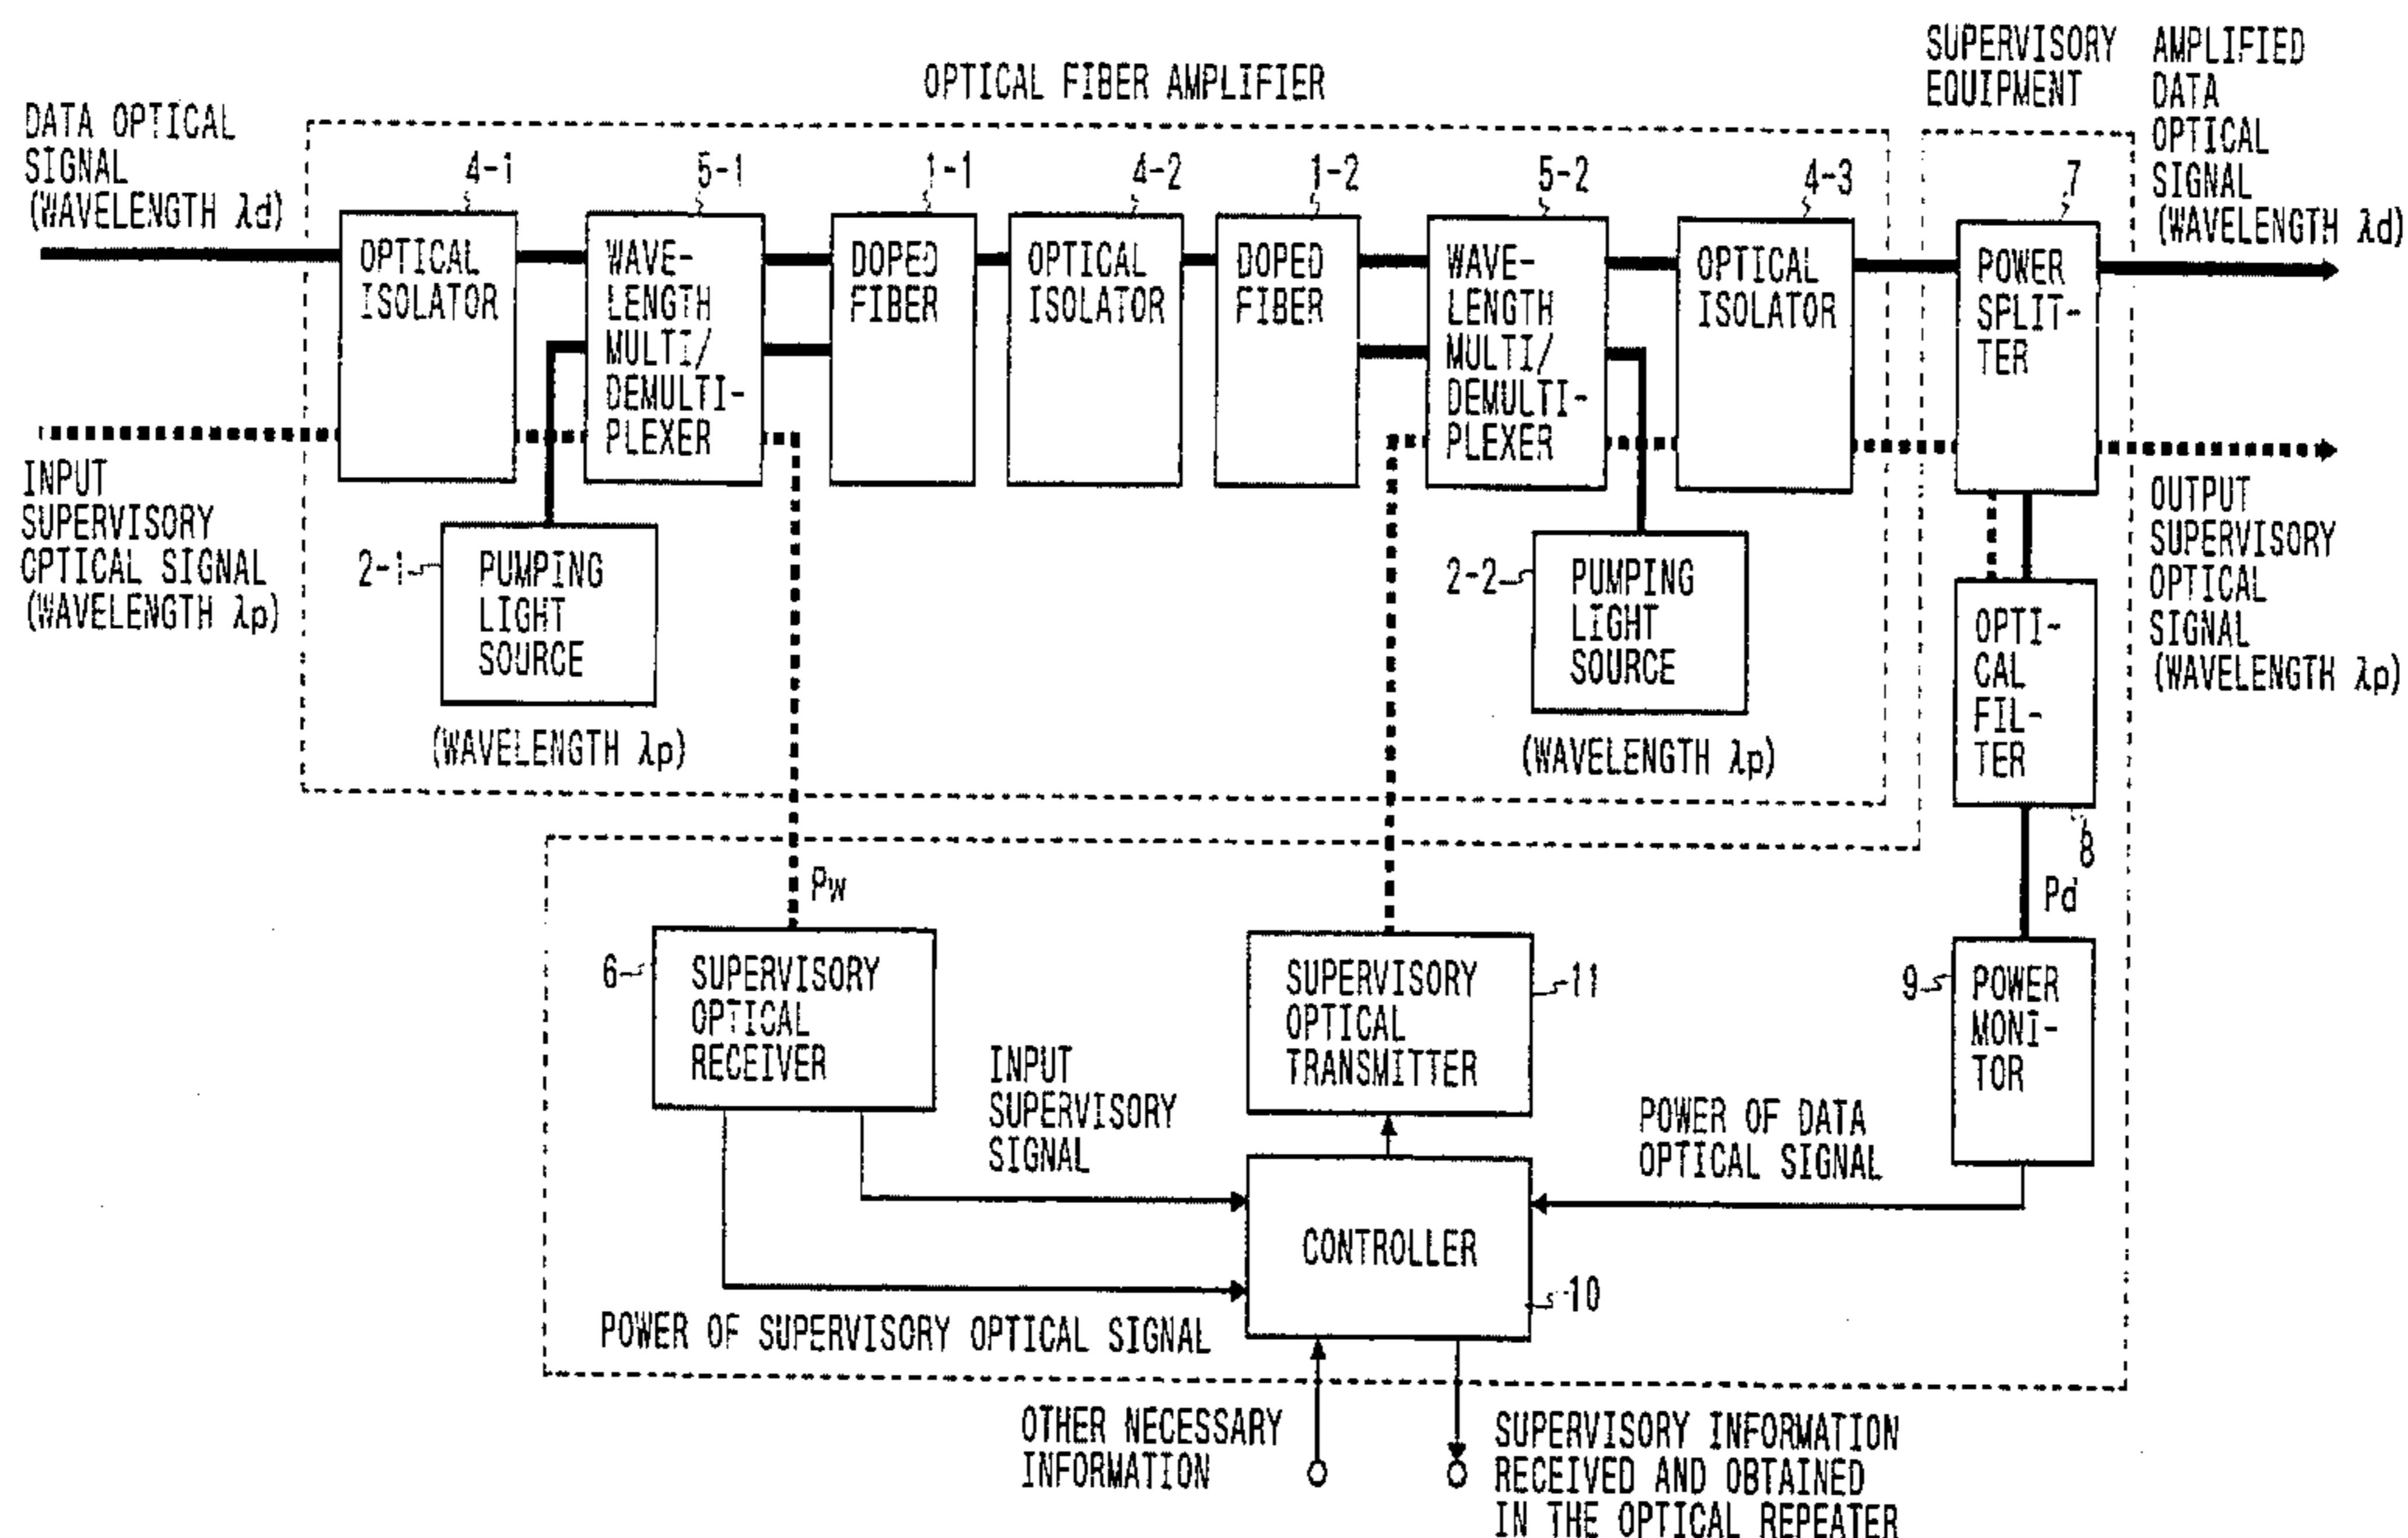 OPTICAL FIBER AMPLIFIER
SUPERVISORY
EQUIPMENT
AMPLIFIED
DATA
OPTICAL
SIGNAL
(WAVELENGTH λd)
DATA OPTICAL
SIGNAL
(WAVELENGTH λd)
4-1
5-1
1-1
4-2
1-2
5-2
4-3
7
OPTICAL
ISOLATOR
WAVE-
LENGTH
MULTI/
DEMULTI-
PLEXER
DOPED
FIBER
OPTICAL
ISOLATOR
DOPED
FIBER
WAVE-
LENGTH
MULTI/
DEMULTI-
PLEXER
OPTICAL
ISOLATOR
POWER
SPLIT-
TER
INPUT
SUPERVISORY
OPTICAL SIGNAL
(WAVELENGTH λp)
2-1
PUMPING
LIGHT
SOURCE
(WAVELENGTH λp)
2-2
PUMPING
LIGHT
SOURCE
(WAVELENGTH λp)
OPTI-
CAL
FIL-
TER
8
OUTPUT
SUPERVISORY
OPTICAL
SIGNAL
(WAVELENGTH λp)
Pw
Pd
6
SUPERVISORY
OPTICAL
RECEIVER
SUPERVISORY
OPTICAL
TRANSMITTER
11
9
POWER
MONI-
TOR
INPUT
SUPERVISORY
SIGNAL
POWER OF DATA
OPTICAL SIGNAL
CONTROLLER
10
POWER OF SUPERVISORY OPTICAL SIGNAL
OTHER NECESSARY
INFORMATION
SUPERVISORY INFORMATION
RECEIVED AND OBTAINED
IN THE OPTICAL REPEATER